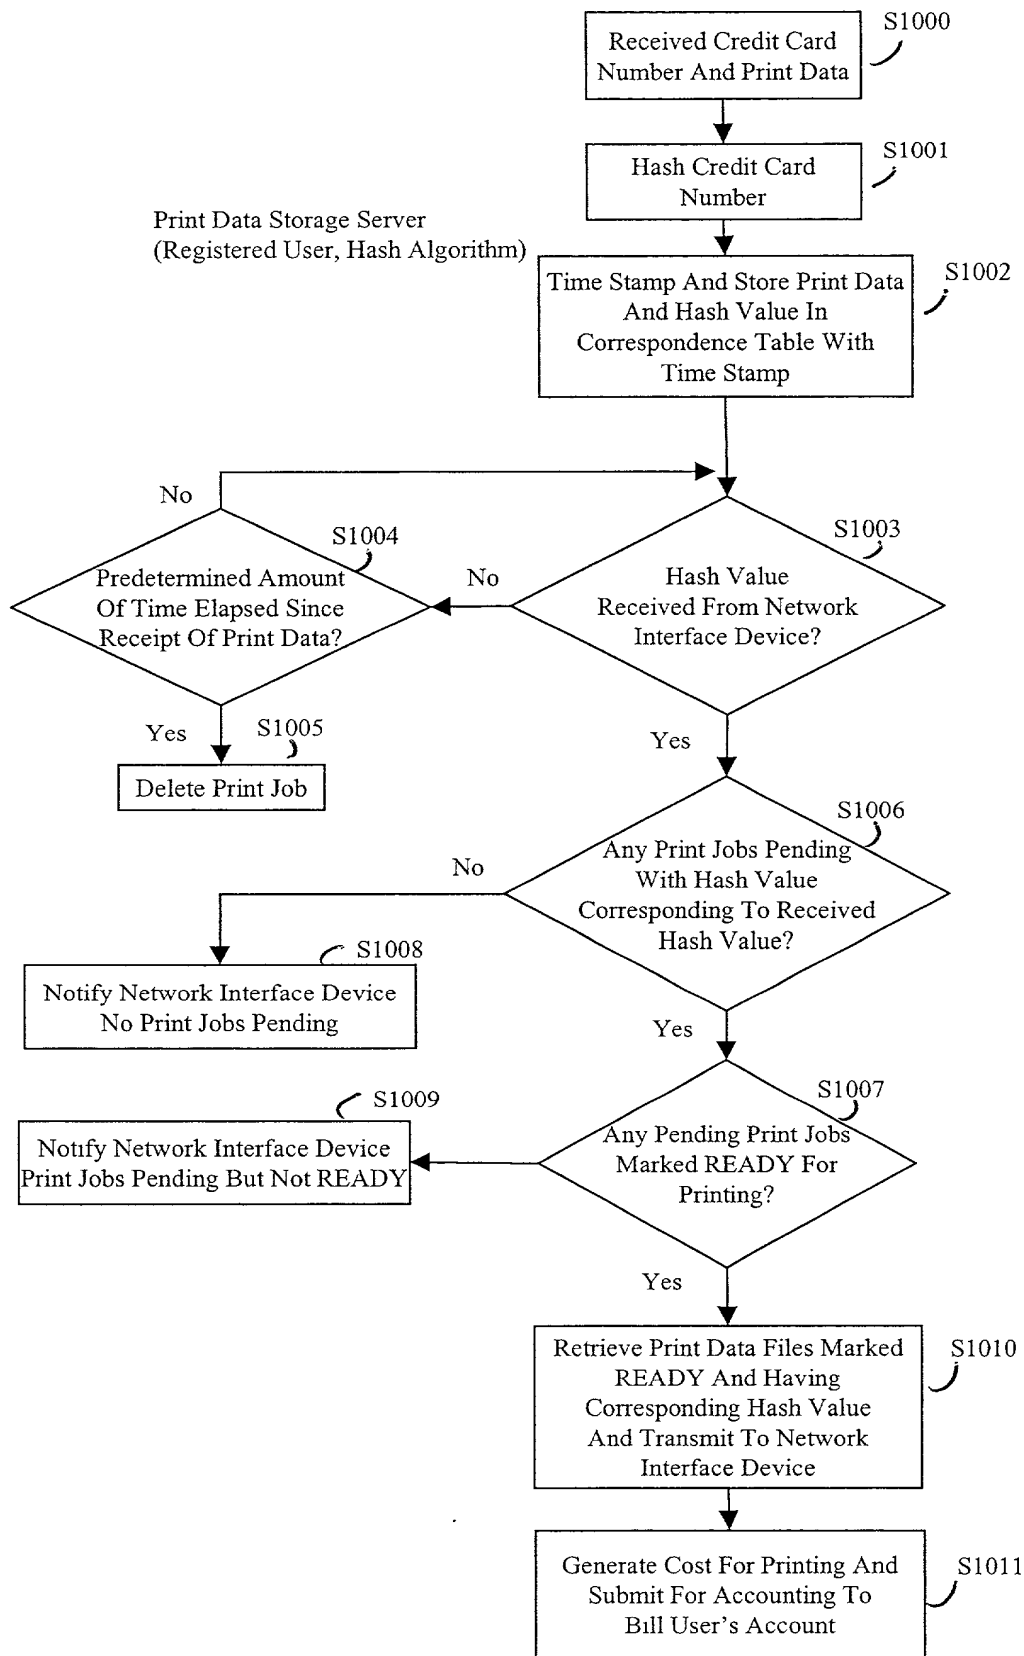 S1000
Received Credit Card
Number And Print Data
S1001
Hash Credit Card
Number
Print Data Storage Server
(Registered User, Hash Algorithm)
S1002
Time Stamp And Store Print Data
And Hash Value In
Correspondence Table With
Time Stamp
No
S1004
Predetermined Amount
Of Time Elapsed Since
Receipt Of Print Data?
No
S1003
Hash Value
Received From Network
Interface Device?
Yes
S1005
Delete Print Job
Yes
S1006
Any Print Jobs Pending
With Hash Value
Corresponding To Received
Hash Value?
No
S1008
Notify Network Interface Device
No Print Jobs Pending
Yes
S1007
Any Pending Print Jobs
Marked READY For
Printing?
S1009
Notify Network Interface Device
Print Jobs Pending But Not READY
Yes
S1010
Retrieve Print Data Files Marked
READY And Having
Corresponding Hash Value
And Transmit To Network
Interface Device
S1011
Generate Cost For Printing And
Submit For Accounting To
Bill User's Account